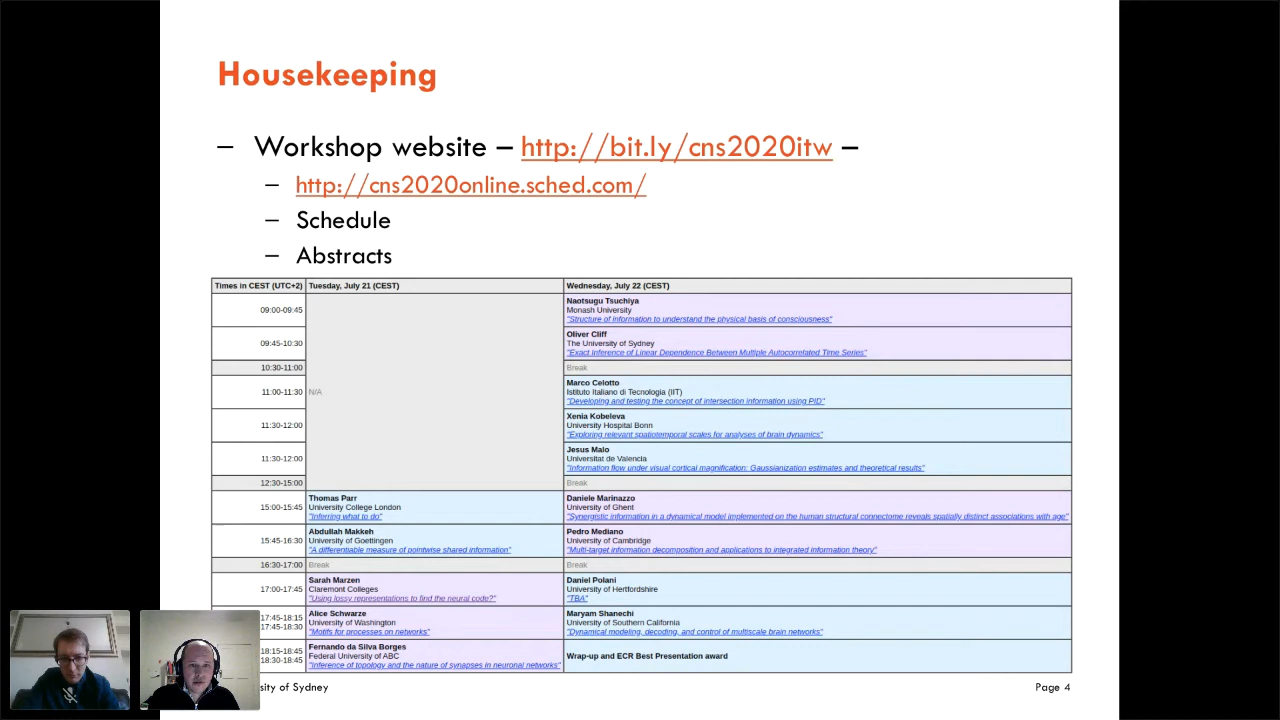 Housekeeping
– Workshop website – http://bit.ly/cns2020itw –
– http://cns2020online.sched.com/
– Schedule
– Abstracts
Times in CEST (UTC+2) Tuesday, July 21 (CEST) Wednesday, July 22 (CEST)
09:00-09:45
N/A
Naotsugu Tsuchiya
Monash University
"Structure of information to understand the physical basis of consciousness"
09:45-10:30
Oliver Cliff
The University of Sydney
"Exact Inference of Linear Dependence Between Multiple Autocorrelated Time Series"
10:30-11:00 Break
11:00-11:30
Marco Celotto
Istituto Italiano di Tecnologia (IIT)
"Developing and testing the concept of intersection information using PID"
11:30-12:00
Xenia Kobeleva
University Hospital Bonn
"Exploring relevant spatiotemporal scales for analyses of brain dynamics"
11:30-12:00
Jesus Malo
Universitat de Valencia
"Information flow under visual cortical magnification: Gaussianization estimates and theoretical results"
12:30-15:00 Break
15:00-15:45
Thomas Parr
University College London
"Inferring what to do"
Daniele Marinazzo
University of Ghent
"Synergistic information in a dynamical model implemented on the human structural connectome reveals spatially distinct associations with age"
15:45-16:30
Abdullah Makkeh
University of Goettingen
"A differentiable measure of pointwise shared information"
Pedro Mediano
University of Cambridge
"Multi-target information decomposition and applications to integrated information theory"
16:30-17:00 Break Break
17:00-17:45
Sarah Marzen
Claremont Colleges
"Using lossy representations to find the neural code?"
Daniel Polani
University of Hertfordshire
"TBA"
17:45-18:15
17:45-18:30
Alice Schwarze
University of Washington
"Motifs for processes on networks"
Maryam Shanechi
University of Southern California
"Dynamical modeling, decoding, and control of multiscale brain networks"
18:15-18:45
18:30-18:45
Fernando da Silva Borges
Federal University of ABC
"Inference of topology and the nature of synapses in neuronal networks"
Wrap-up and ECR Best Presentation award
sity of Sydney
Page 4